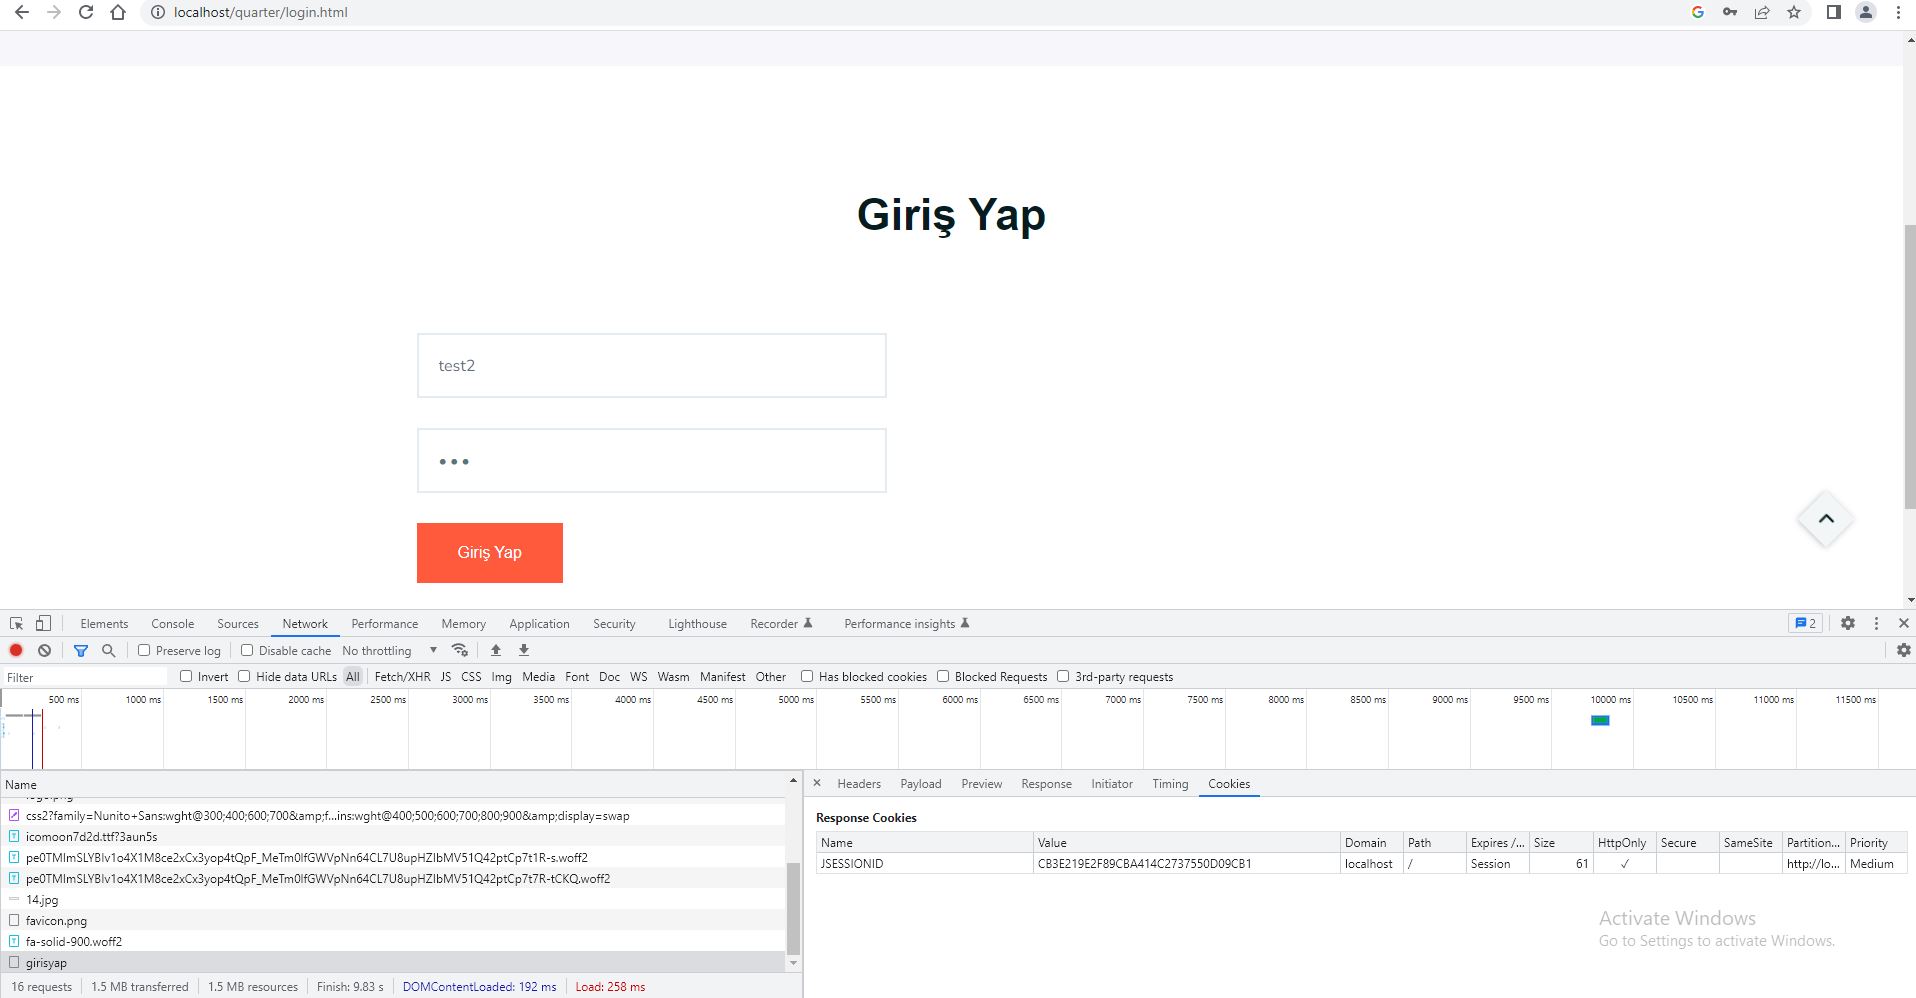 localhost/quarter/login.html
Giriş Yap
test2
Giriş Yap
Elements Console Sources Network Performance Memory Application Security Lighthouse Recorder Performance insights 2
Preserve log Disable cache No throttling
Filter Invert Hide data URLs All Fetch/XHR JS CSS Img Media Font Doc WS Wasm Manifest Other Has blocked cookies Blocked Requests 3rd-party requests
500 ms 1000 ms 1500 ms 2000 ms 2500 ms 3000 ms 3500 ms 4000 ms 4500 ms 5000 ms 5500 ms 6000 ms 6500 ms 7000 ms 7500 ms 8000 ms 8500 ms 9000 ms 9500 ms 10000 ms 10500 ms 11000 ms 11500 ms
Name
css2?family=Nunito+Sans:wght@300;400;600;700&amp;f...ins:wght@400;500;600;700;800;900&amp;display=swap
icomoon7d2d.ttf?3aun5s
pe0TMImSLYBIv1o4X1M8ce2xCx3yop4tQpF_MeTm0lfGWVpNn64CL7U8upHZIbMV51Q42ptCp7t1R-s.woff2
pe0TMImSLYBIv1o4X1M8ce2xCx3yop4tQpF_MeTm0lfGWVpNn64CL7U8upHZIbMV51Q42ptCp7t7R-tCKQ.woff2
14.jpg
favicon.png
fa-solid-900.woff2
girisyap
16 requests 1.5 MB transferred 1.5 MB resources Finish: 9.83 s DOMContentLoaded: 192 ms Load: 258 ms
Headers Payload Preview Response Initiator Timing Cookies
Response Cookies
Name Value Domain Path Expires /... Size HttpOnly Secure SameSite Partition... Priority
JSESSIONID CB3E219E2F89CBA414C2737550D09CB1 localhost / Session 61 ✓ http://lo... Medium
Activate Windows
Go to Settings to activate Windows.